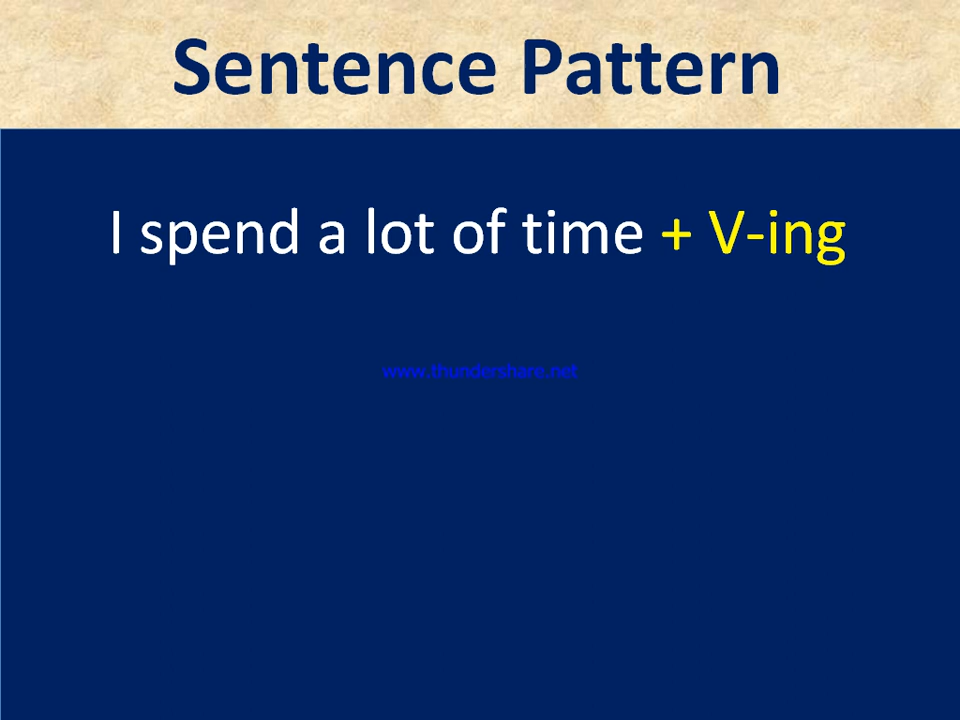 Sentence Pattern
I spend a lot of time + V-ing
www.thundershare.net